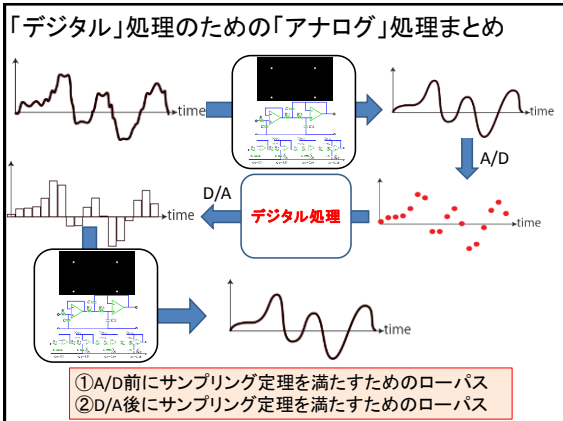 「デジタル」処理のための「アナログ」処理まとめ
time
time
A/D
D/A
time
デジタル処理
time
time
①A/D前にサンプリング定理を満たすためのローパス
②D/A後にサンプリング定理を満たすためのローパス